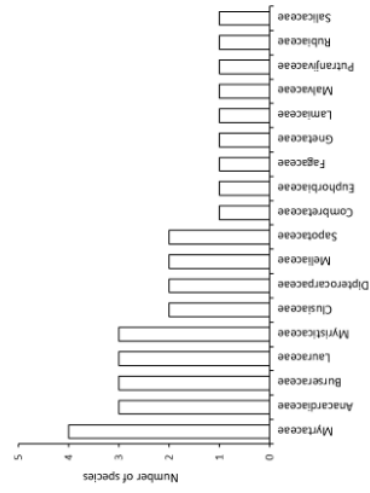 Number of species
0 1 2 3 4 5
Myrtaceae
Anacardiaceae
Burseraceae
Lauraceae
Myristicaceae
Clusiaceae
Dipterocarpaceae
Meliaceae
Sapotaceae
Combretaceae
Euphorbiaceae
Fagaceae
Gnetaceae
Lamiaceae
Malvaceae
Putranjivaceae
Rubiaceae
Salicaceae